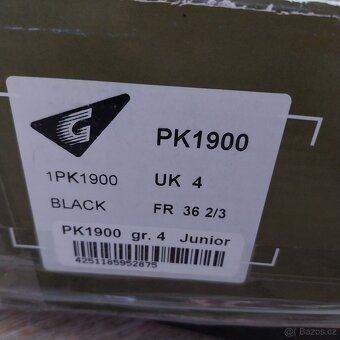 G
PK1900
1PK1900 UK 4
BLACK FR 36 2/3
PK1900 gr. 4 Junior
4251185952875
Bazos.cz